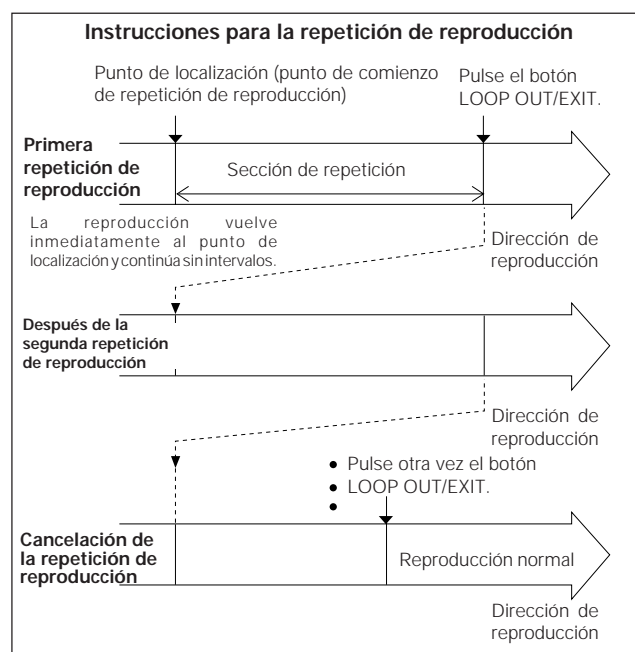 Instrucciones para la repetición de reproducción
Punto de localización (punto de comienzo
de repetición de reproducción)
Pulse el botón
LOOP OUT/EXIT.
Primera
repetición de
reproducción
Sección de repetición
La reproducción vuelve
inmediatamente al punto de
localización y continúa sin intervalos.
Dirección de
reproducción
Después de la
segunda repetición
de reproducción
Dirección de
reproducción
● Pulse otra vez el botón
● LOOP OUT/EXIT.
●
Cancelación de
la repetición de
reproducción
Reproducción normal
Dirección de
reproducción